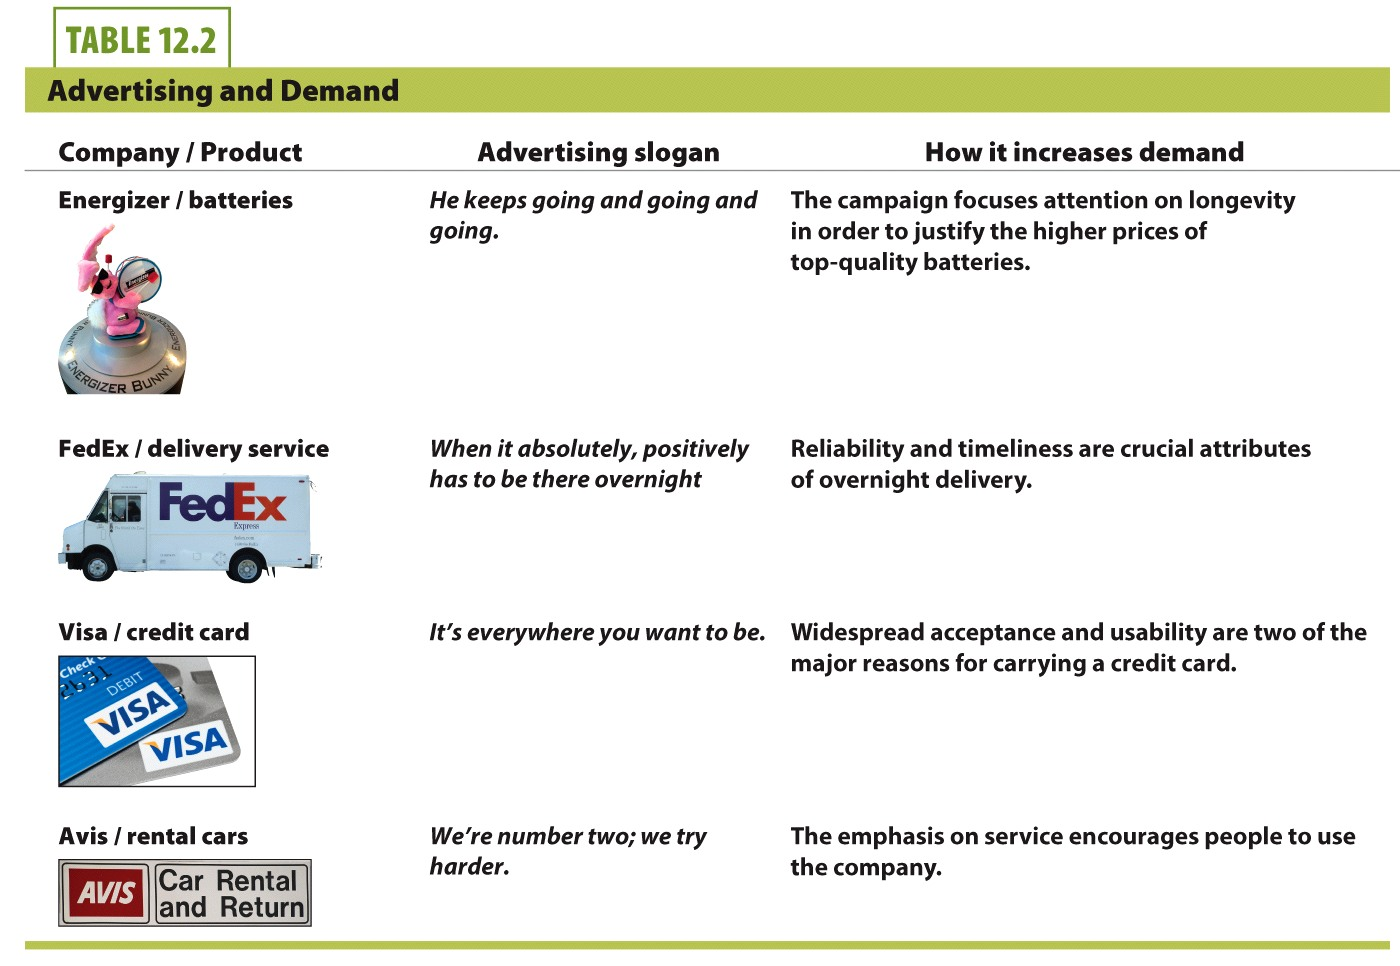 TABLE 12.2
Advertising and Demand
Company / Product
Advertising slogan
How it increases demand
Energizer / batteries
He keeps going and going and
going.
The campaign focuses attention on longevity
in order to justify the higher prices of
top-quality batteries.
Energizer
ENERGIZER BUNNY
FedEx / delivery service
When it absolutely, positively
has to be there overnight
Reliability and timeliness are crucial attributes
of overnight delivery.
FedEx
Express
Visa / credit card
It's everywhere you want to be.
Widespread acceptance and usability are two of the
major reasons for carrying a credit card.
Check
2631
DEBIT
VISA
VISA
Avis / rental cars
We're number two; we try
harder.
The emphasis on service encourages people to use
the company.
AVIS
Car Rental
and Return